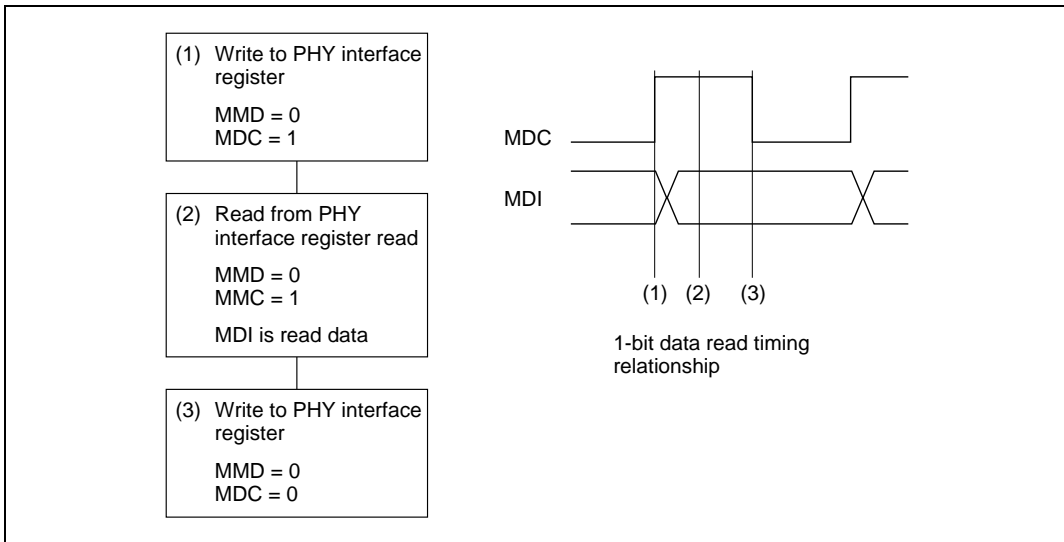 (1) Write to PHY interface
register
MMD = 0
MDC = 1
(2) Read from PHY
interface register read
MMD = 0
MMC = 1
MDI is read data
(3) Write to PHY interface
register
MMD = 0
MDC = 0
MDC
MDI
(1) (2) (3)
1-bit data read timing
relationship